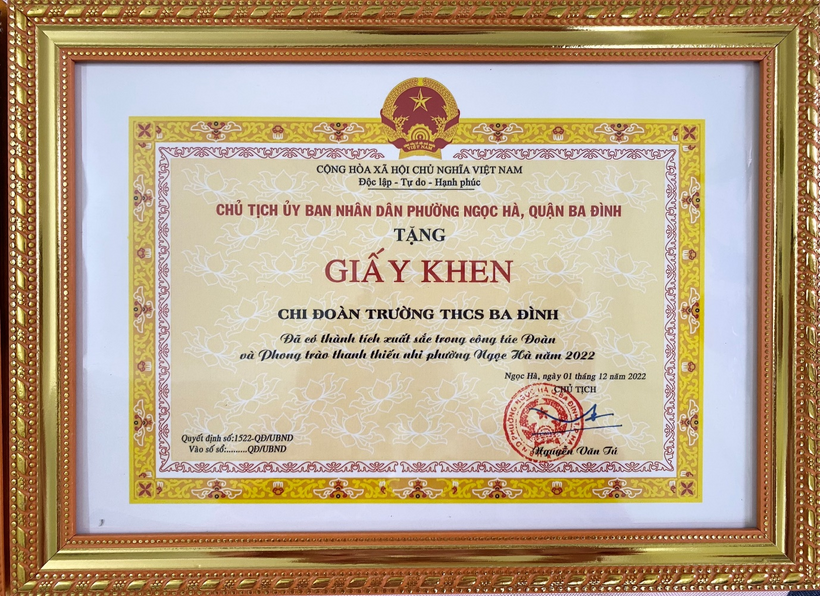 CỘNG HÒA XÃ HỘI CHỦ NGHĨA VIỆT NAM
Độc lập - Tự do - Hạnh phúc
CHỦ TỊCH ỦY BAN NHÂN DÂN PHƯỜNG NGỌC HÀ, QUẬN BA ĐÌNH
TẶNG
GIẤY KHEN
CHI ĐOÀN TRƯỜNG THCS BA ĐÌNH
Đã có thành tích xuất sắc trong công tác Đoàn
và Phong trào thanh thiếu nhi phường Ngọc Hà năm 2022
Ngọc Hà, ngày 01 tháng 12 năm 2022
CHỦ TỊCH
Quyết định số:1522-QĐ/UBND
Vào sổ số:.........QĐ/UBND
Nguyễn Văn Tú